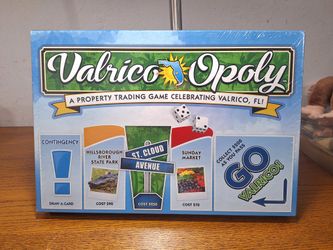 Valrico Opoly
A PROPERTY TRADING GAME CELEBRATING VALRICO, FL!
CONTINGENCY
!
DRAW A CARD
HILLSBOROUGH
RIVER
STATE PARK
COST $90
ST. CLOUD
AVENUE
COST $250
SUNDAY
MARKET
COST $70
COLLECT $200
AS YOU PASS
GO
VALRICO!